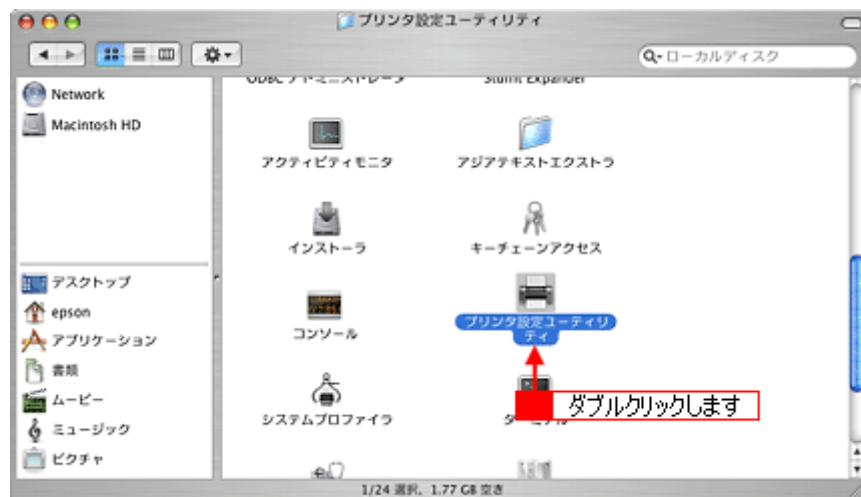 プリンタ設定ユーティリティ
ローカルディスク
Network
Macintosh HD
デスクトップ
epson
アプリケーション
書類
ムービー
ミュージック
ピクチャ
アクティビティモニタ
アジアテキストエクストラ
インストーラ
キーチェーンアクセス
コンソール
プリンタ設定ユーティリ
ティ
システムプロファイラ
ダブルクリックします
1/24 選択、1.77 GB 空き